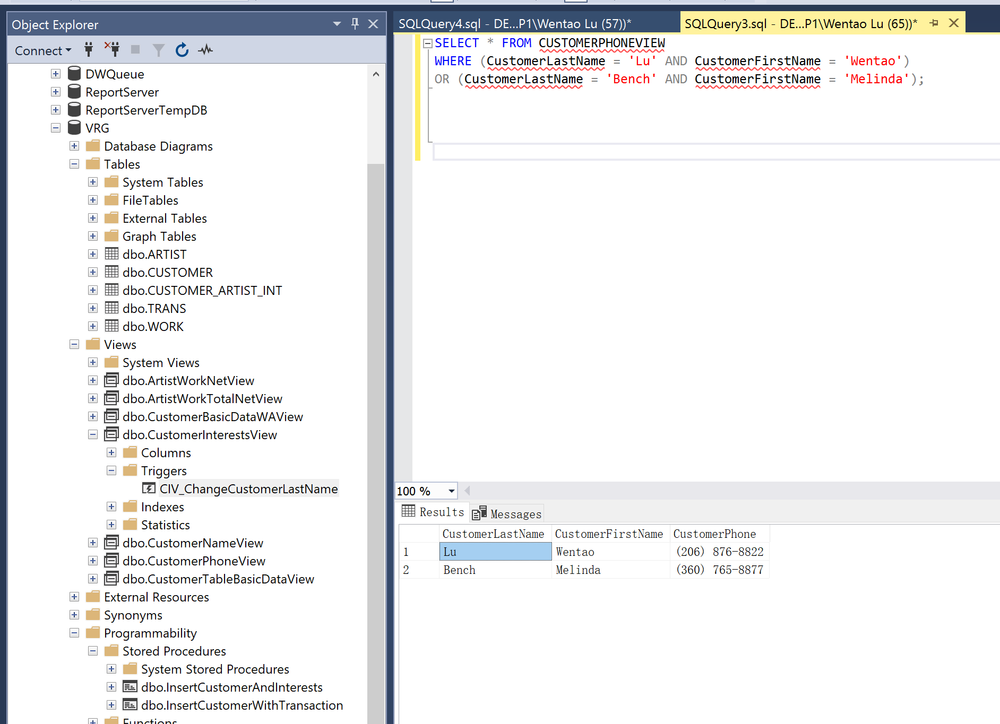 Object Explorer
Connect
DWQueue
ReportServer
ReportServerTempDB
VRG
Database Diagrams
Tables
System Tables
FileTables
External Tables
Graph Tables
dbo.ARTIST
dbo.CUSTOMER
dbo.CUSTOMER_ARTIST_INT
dbo.TRANS
dbo.WORK
Views
System Views
dbo.ArtistWorkNetView
dbo.ArtistWorkTotalNetView
dbo.CustomerBasicDataWAView
dbo.CustomerInterestsView
Columns
Triggers
CIV_ChangeCustomerLastName
Indexes
Statistics
dbo.CustomerNameView
dbo.CustomerPhoneView
dbo.CustomerTableBasicDataView
External Resources
Synonyms
Programmability
Stored Procedures
System Stored Procedures
dbo.InsertCustomerAndInterests
dbo.InsertCustomerWithTransaction
Functions
SQLQuery4.sql - DE...P1\Wentao Lu (57))*
SQLQuery3.sql - DE...P1\Wentao Lu (65))*
SELECT * FROM CUSTOMERPHONEVIEW
WHERE (CustomerLastName = 'Lu' AND CustomerFirstName = 'Wentao')
OR (CustomerLastName = 'Bench' AND CustomerFirstName = 'Melinda');
100 %
Results Messages
CustomerLastName CustomerFirstName CustomerPhone
1 Lu Wentao (206) 876-8822
2 Bench Melinda (360) 765-8877